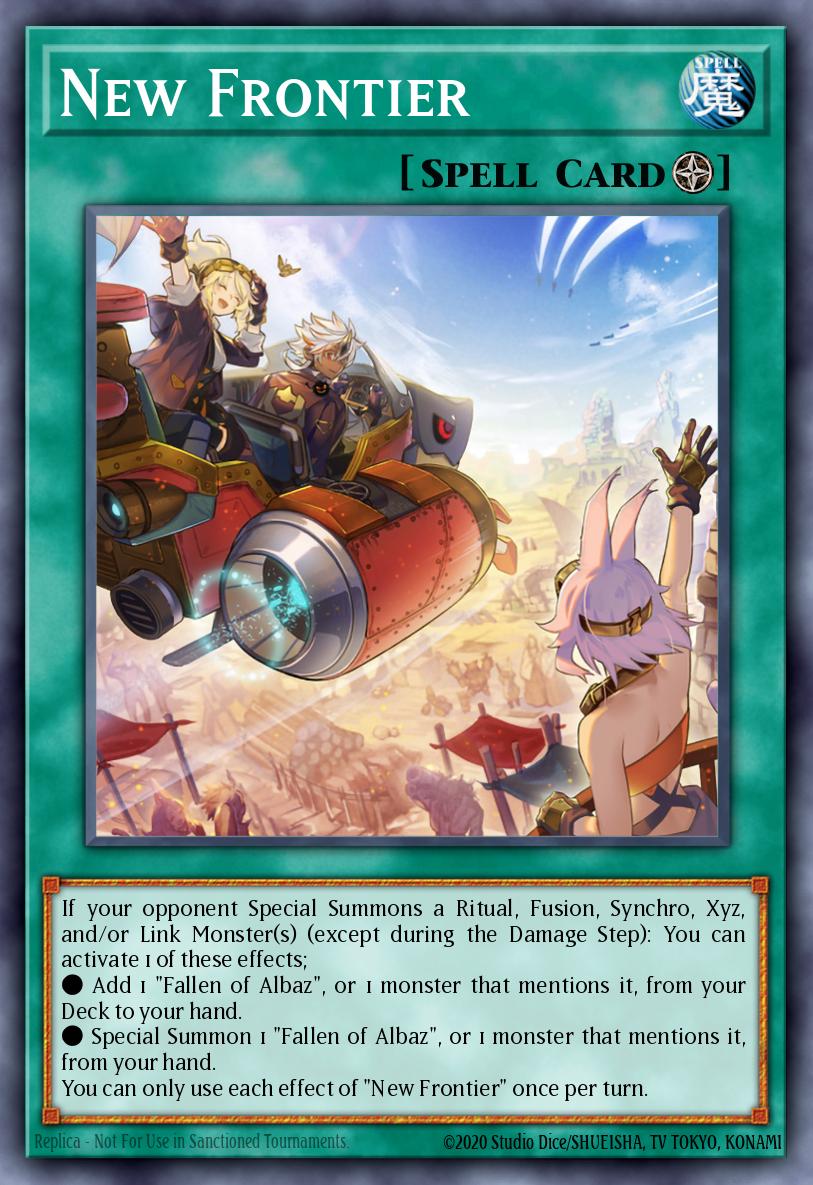 New Frontier
SPELL
魔
[Spell Card]
If your opponent Special Summons a Ritual, Fusion, Synchro, Xyz,
and/or Link Monster(s) (except during the Damage Step): You can
activate 1 of these effects;
● Add 1 "Fallen of Albaz", or 1 monster that mentions it, from your
Deck to your hand.
● Special Summon 1 "Fallen of Albaz", or 1 monster that mentions it,
from your hand.
You can only use each effect of "New Frontier" once per turn.
Replica - Not For Use in Sanctioned Tournaments.
©2020 Studio Dice/SHUEISHA, TV TOKYO, KONAMI